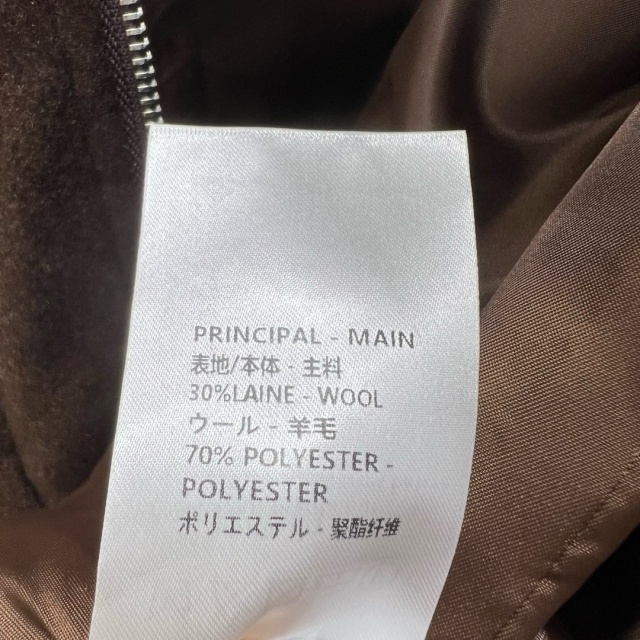 PRINCIPAL - MAIN
表地/本体 - 主料
30%LAINE - WOOL
ウール - 羊毛
70% POLYESTER -
POLYESTER
ポリエステル - 聚酯纤维